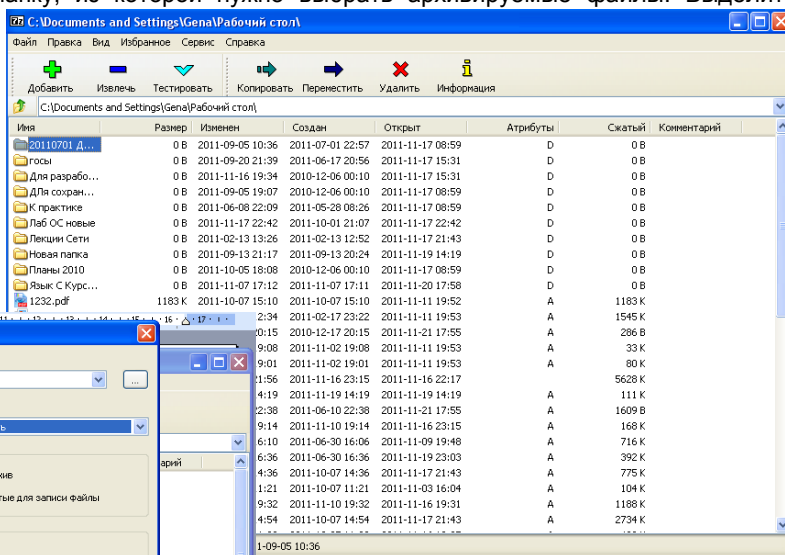 папку, из которой нужно выбрать архивируемые файлы. Выделит
C:\Documents and Settings\Gena\Рабочий стол\
Файл Правка Вид Избранное Сервис Справка
Добавить Извлечь Тестировать Копировать Переместить Удалить Информация
C:\Documents and Settings\Gena\Рабочий стол\
Имя Размер Изменен Создан Открыт Атрибуты Сжатый Комментарий
20110701 Д... 0 B 2011-09-05 10:36 2011-07-01 22:57 2011-11-17 08:59 D 0 B
госы 0 B 2011-09-20 21:39 2011-06-17 20:56 2011-11-17 15:31 D 0 B
Для разрабо... 0 B 2011-11-16 19:34 2010-12-06 00:10 2011-11-17 15:31 D 0 B
ДЛя сохран... 0 B 2011-09-05 19:07 2010-12-06 00:10 2011-11-17 08:59 D 0 B
К практике 0 B 2011-06-08 22:09 2011-05-28 08:26 2011-11-17 08:59 D 0 B
Лаб ОС новые 0 B 2011-11-17 22:42 2011-10-01 21:07 2011-11-17 22:42 D 0 B
Лекции Сети 0 B 2011-02-13 13:26 2011-02-13 12:52 2011-11-17 21:43 D 0 B
Новая папка 0 B 2011-09-13 21:17 2011-09-13 20:24 2011-11-19 14:19 D 0 B
Планы 2010 0 B 2011-10-05 18:08 2010-12-06 00:10 2011-11-17 08:59 D 0 B
Язык С Курс... 0 B 2011-11-07 17:12 2011-11-07 17:11 2011-11-20 17:58 D 0 B
1232.pdf 1183 K 2011-10-07 15:10 2011-10-07 15:10 2011-11-11 19:52 A 1183 K
2:34 2011-02-17 23:22 2011-11-11 19:53 A 1545 K
0:15 2010-12-17 20:15 2011-11-21 17:55 A 286 B
9:08 2011-11-02 19:08 2011-11-11 19:53 A 33 K
9:01 2011-11-02 19:01 2011-11-11 19:53 A 80 K
1:56 2011-11-16 23:15 2011-11-16 22:17 5628 K
4:19 2011-11-19 14:19 2011-11-19 14:19 A 111 K
2:38 2011-06-10 22:38 2011-11-21 17:55 A 1609 B
9:14 2011-11-10 19:14 2011-11-16 23:15 A 168 K
6:10 2011-06-30 16:06 2011-11-09 19:48 A 716 K
6:36 2011-06-30 16:36 2011-11-19 23:03 A 392 K
4:36 2011-10-07 14:36 2011-11-17 21:43 A 775 K
1:21 2011-10-07 11:21 2011-11-03 16:04 A 104 K
9:32 2011-11-10 19:32 2011-11-16 19:31 A 1188 K
4:54 2011-10-07 14:54 2011-11-17 21:43 A 2734 K
1-09-05 10:36
11 12 13 14 15 16 17
...
ь
арий
хив
тые для записи файлы